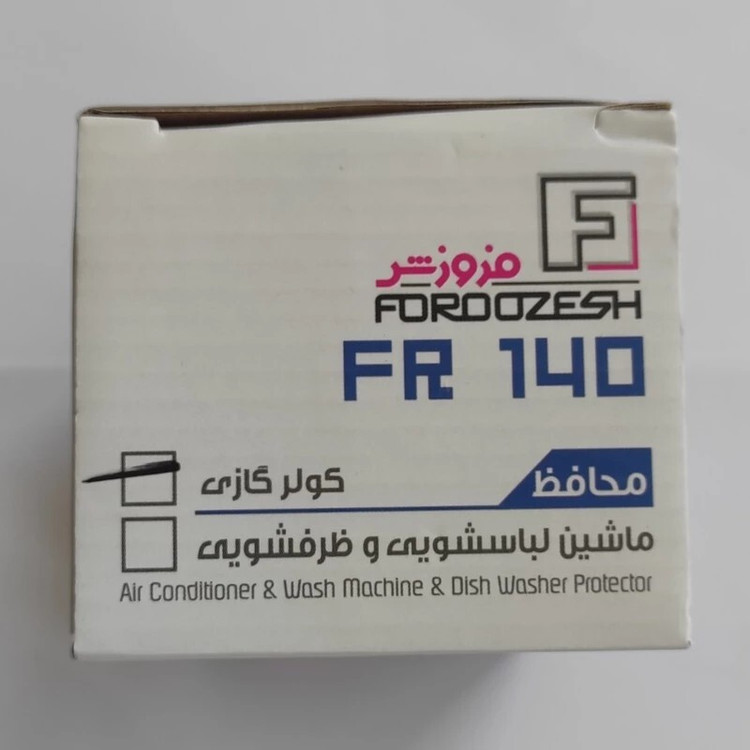 فروزش
FOROOZESH
FR 140
محافظ کولر گازی
ماشین لباسشویی و ظرفشویی
Air Conditioner & Wash Machine & Dish Washer Protector